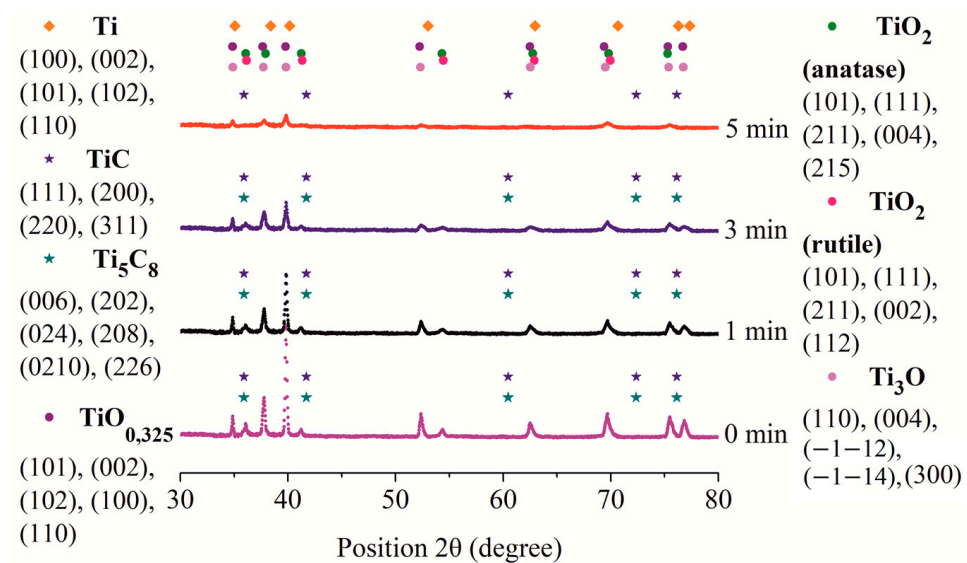 Ti
(100), (002),
(101), (102),
(110)
TiC
(111), (200),
(220), (311)
Ti5C8
(006), (202),
(024), (208),
(0210), (226)
TiO0,325
(101), (002),
(102), (100),
(110)
5 min
3 min
1 min
0 min
30 40 50 60 70 80
Position 2θ (degree)
TiO2
(anatase)
(101), (111),
(211), (004),
(215)
TiO2
(rutile)
(101), (111),
(211), (002),
(112)
Ti3O
(110), (004),
(−1−12),
(−1−14),(300)